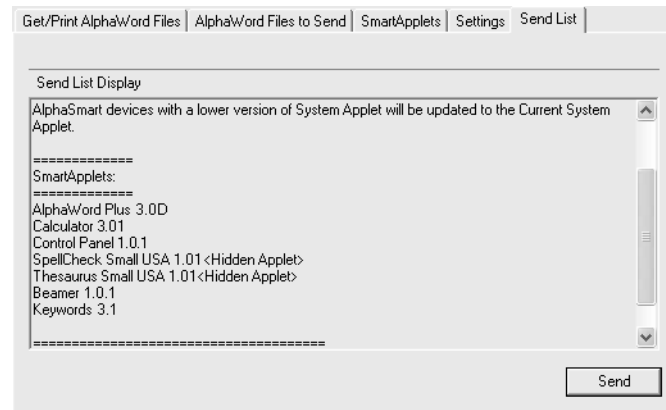 Get/Print AlphaWord Files AlphaWord Files to Send SmartApplets Settings Send List
Send List Display
AlphaSmart devices with a lower version of System Applet will be updated to the Current System
Applet.
=============
SmartApplets:
=============
AlphaWord Plus 3.0D
Calculator 3.01
Control Panel 1.0.1
SpellCheck Small USA 1.01<Hidden Applet>
Thesaurus Small USA 1.01<Hidden Applet>
Beamer 1.0.1
Keywords 3.1
======================================
Send